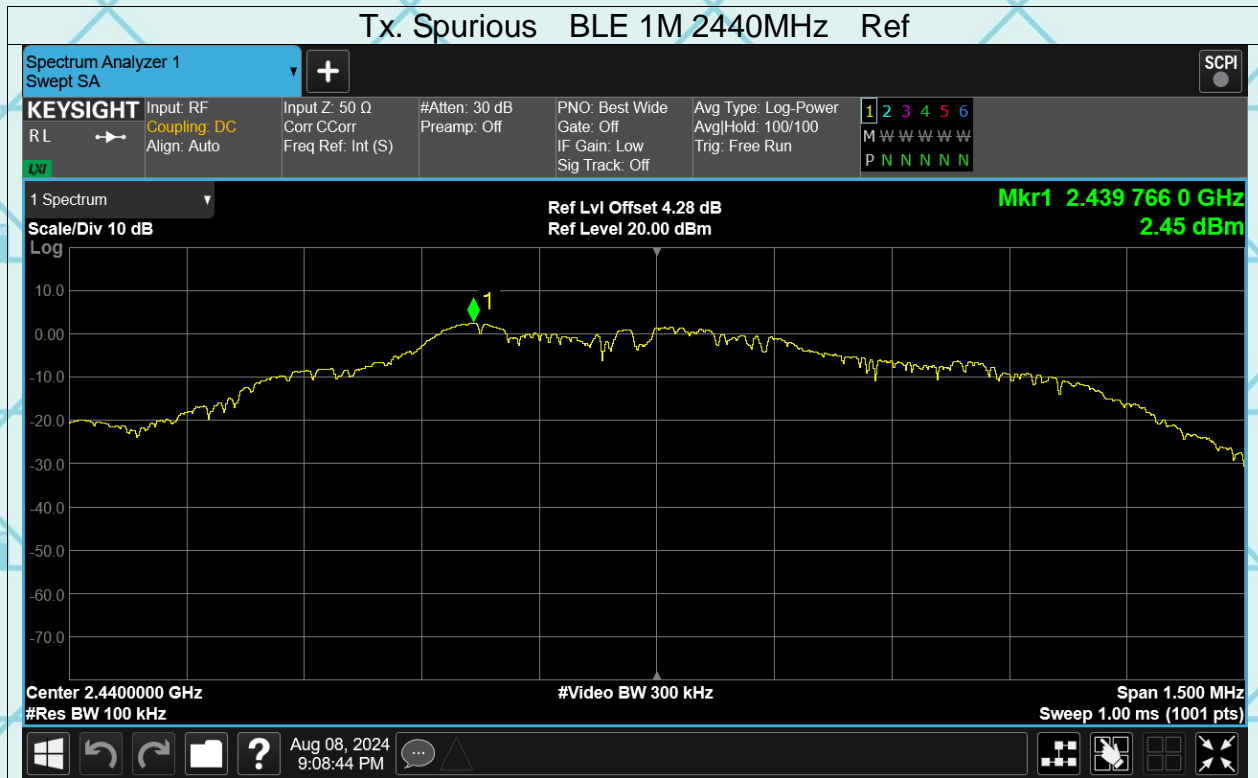 Tx. Spurious BLE 1M 2440MHz Ref
Spectrum Analyzer 1
Swept SA
+
SCPI
KEYSIGHT
RL
LXI
Input: RF
Coupling: DC
Align: Auto
Input Z: 50 Ω
Corr CCorr
Freq Ref: Int (S)
#Atten: 30 dB
Preamp: Off
PNO: Best Wide
Gate: Off
IF Gain: Low
Sig Track: Off
Avg Type: Log-Power
Avg|Hold: 100/100
Trig: Free Run
1 2 3 4 5 6
M W W W W W
P N N N N N
1 Spectrum
Scale/Div 10 dB
Log
Ref Lvl Offset 4.28 dB
Ref Level 20.00 dBm
Mkr1 2.439 766 0 GHz
2.45 dBm
1
10.0
0.00
-10.0
-20.0
-30.0
-40.0
-50.0
-60.0
-70.0
Center 2.4400000 GHz
#Res BW 100 kHz
#Video BW 300 kHz
Span 1.500 MHz
Sweep 1.00 ms (1001 pts)
?
Aug 08, 2024
9:08:44 PM